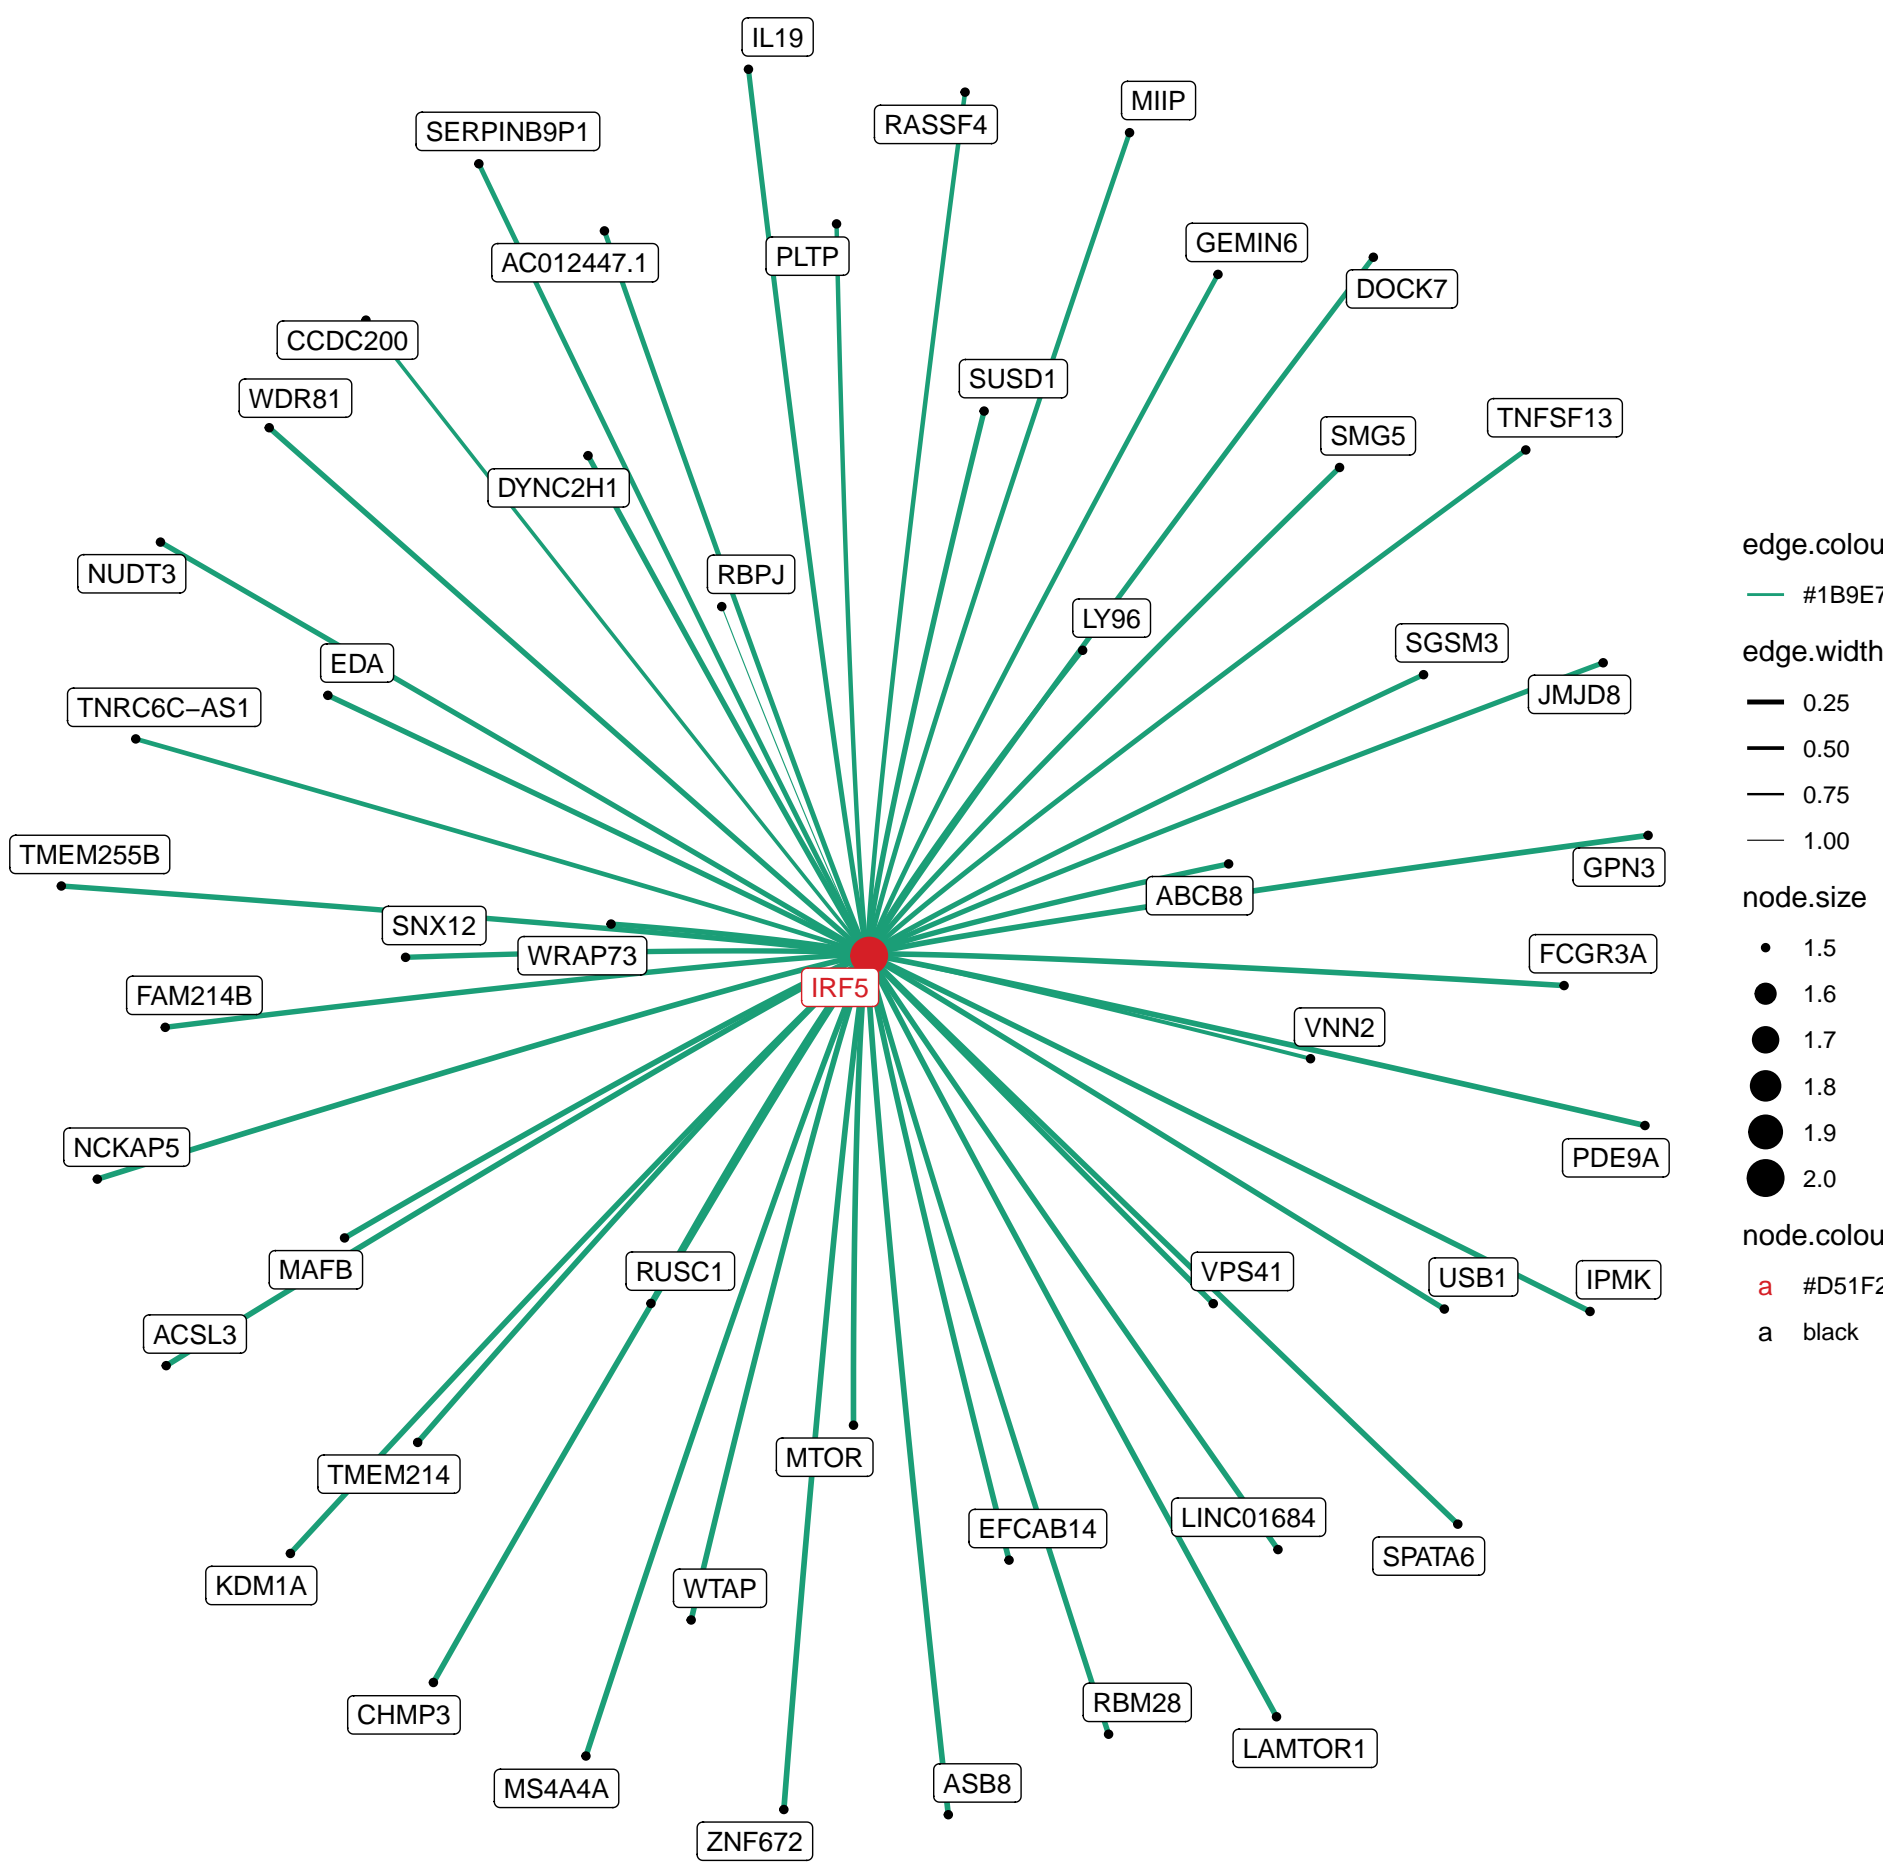 IL19
RASSF4
MIIP
SERPINB9P1
AC012447.1
PLTP
GEMIN6
DOCK7
CCDC200
WDR81
SUSD1
TNFSF13
SMG5
DYNC2H1
NUDT3
RBPJ
LY96
SGSM3
EDA
JMJD8
TNRC6C−AS1
TMEM255B
GPN3
ABCB8
SNX12
WRAP73
FCGR3A
IRF5
FAM214B
VNN2
NCKAP5
PDE9A
MAFB
RUSC1
VPS41
USB1
IPMK
ACSL3
MTOR
TMEM214
LINC01684
EFCAB14
SPATA6
KDM1A
WTAP
RBM28
CHMP3
LAMTOR1
MS4A4A
ASB8
ZNF672
edge.colou
#1B9E7
edge.width
0.25
0.50
0.75
1.00
node.size
1.5
1.6
1.7
1.8
1.9
2.0
node.colou
a #D51F2
a black